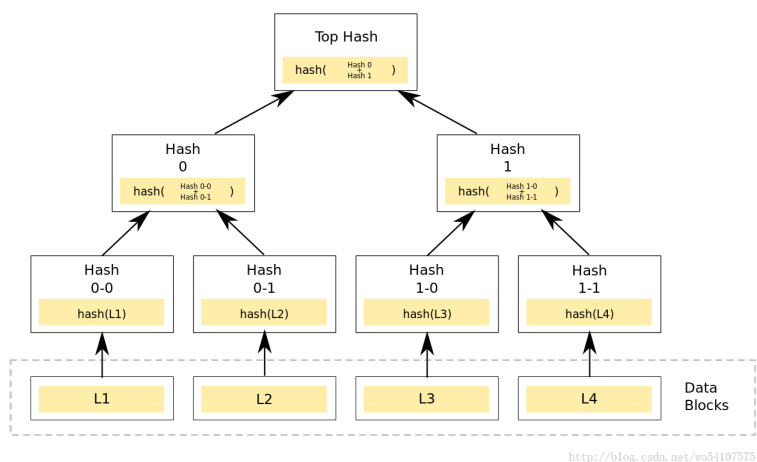 Top Hash
hash( Hash 0 + Hash 1 )
Hash
0
hash( Hash 0-0 + Hash 0-1 )
Hash
1
hash( Hash 1-0 + Hash 1-1 )
Hash
0-0
hash(L1)
Hash
0-1
hash(L2)
Hash
1-0
hash(L3)
Hash
1-1
hash(L4)
L1
L2
L3
L4
Data
Blocks
http://blog.csdn.net/wo54107575